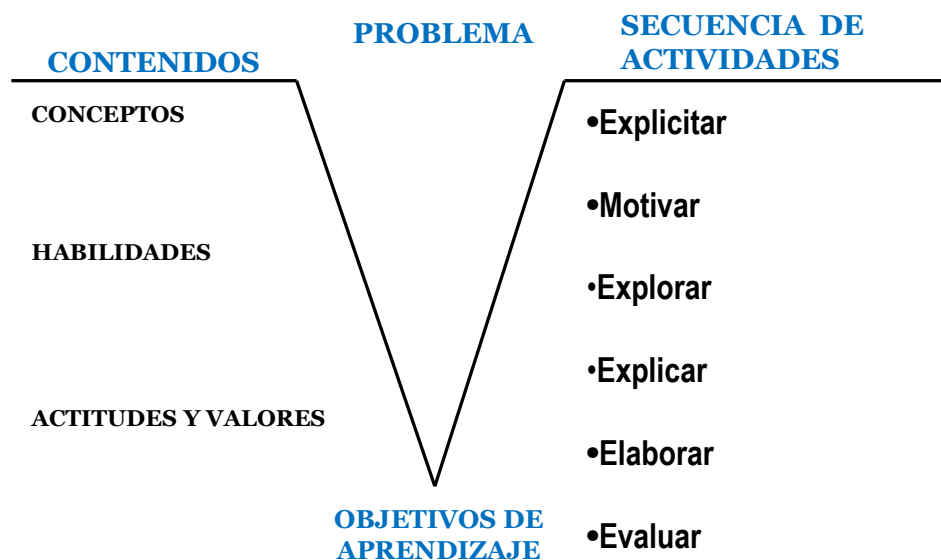 CONTENIDOS
PROBLEMA
SECUENCIA DE
ACTIVIDADES
CONCEPTOS
HABILIDADES
ACTITUDES Y VALORES
•Explicitar
•Motivar
•Explorar
•Explicar
•Elaborar
•Evaluar
OBJETIVOS DE
APRENDIZAJE